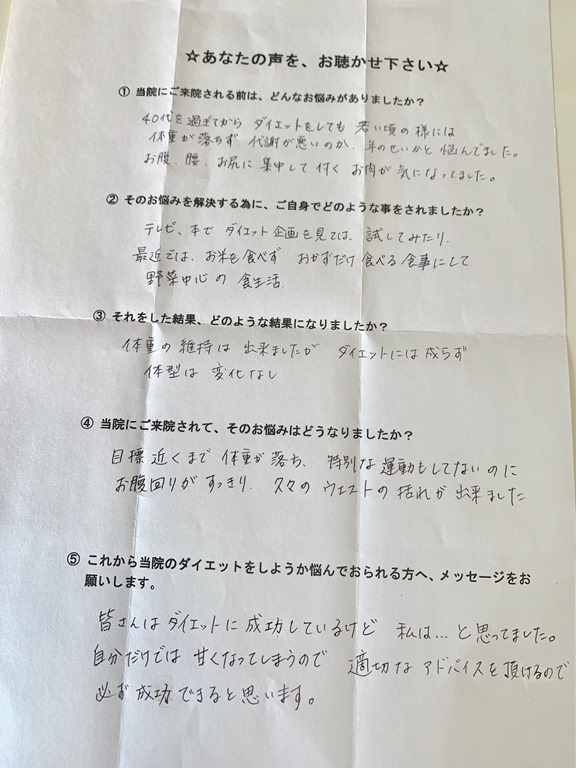 ☆あなたの声を、お聴かせ下さい☆
① 当院にご来院される前は、どんなお悩みがありましたか？
40代を過ぎてから ダイエットをしても 若い頃の様には
体重が落ちず 代謝が悪いのか、年のせいかと 悩んでました。
お腹、腰、お尻に 集中して 付く お肉が 気になってました。
② そのお悩みを解決する為に、ご自身でどのような事をされましたか？
テレビ、本で ダイエット企画を見ては、試してみたり、
最近では、お米を食べず おかずだけ 食べる 食事にして
野菜中心の 食生活
③ それをした結果、どのような結果になりましたか？
体重の 維持は 出来ましたが ダイエットには 成らず
体型は 変化なし
④ 当院にご来院されて、そのお悩みはどうなりましたか？
目標 近くまで 体重が 落ち、特別な 運動もしてないのに
お腹回りが すっきり、久々の ウエストの 括れが 出来ました
⑤ これから当院のダイエットをしようか悩んでおられる方へ、メッセージをお
願いします。
皆さんは ダイエットに 成功しているけど 私は…と思ってました。
自分だけでは 甘くなってしまうので 適切な アドバイスを 頂けるので
必ず 成功 できると 思います。